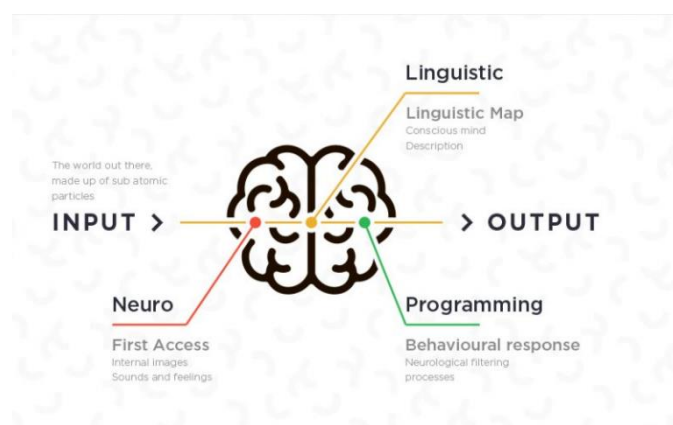 Linguistic
Linguistic Map
Conscious mind
Description
The world out there,
made up of sub atomic
particles
INPUT > > OUTPUT
Neuro
First Access
Internal images
Sounds and feelings
Programming
Behavioural response
Neurological filtering
processes